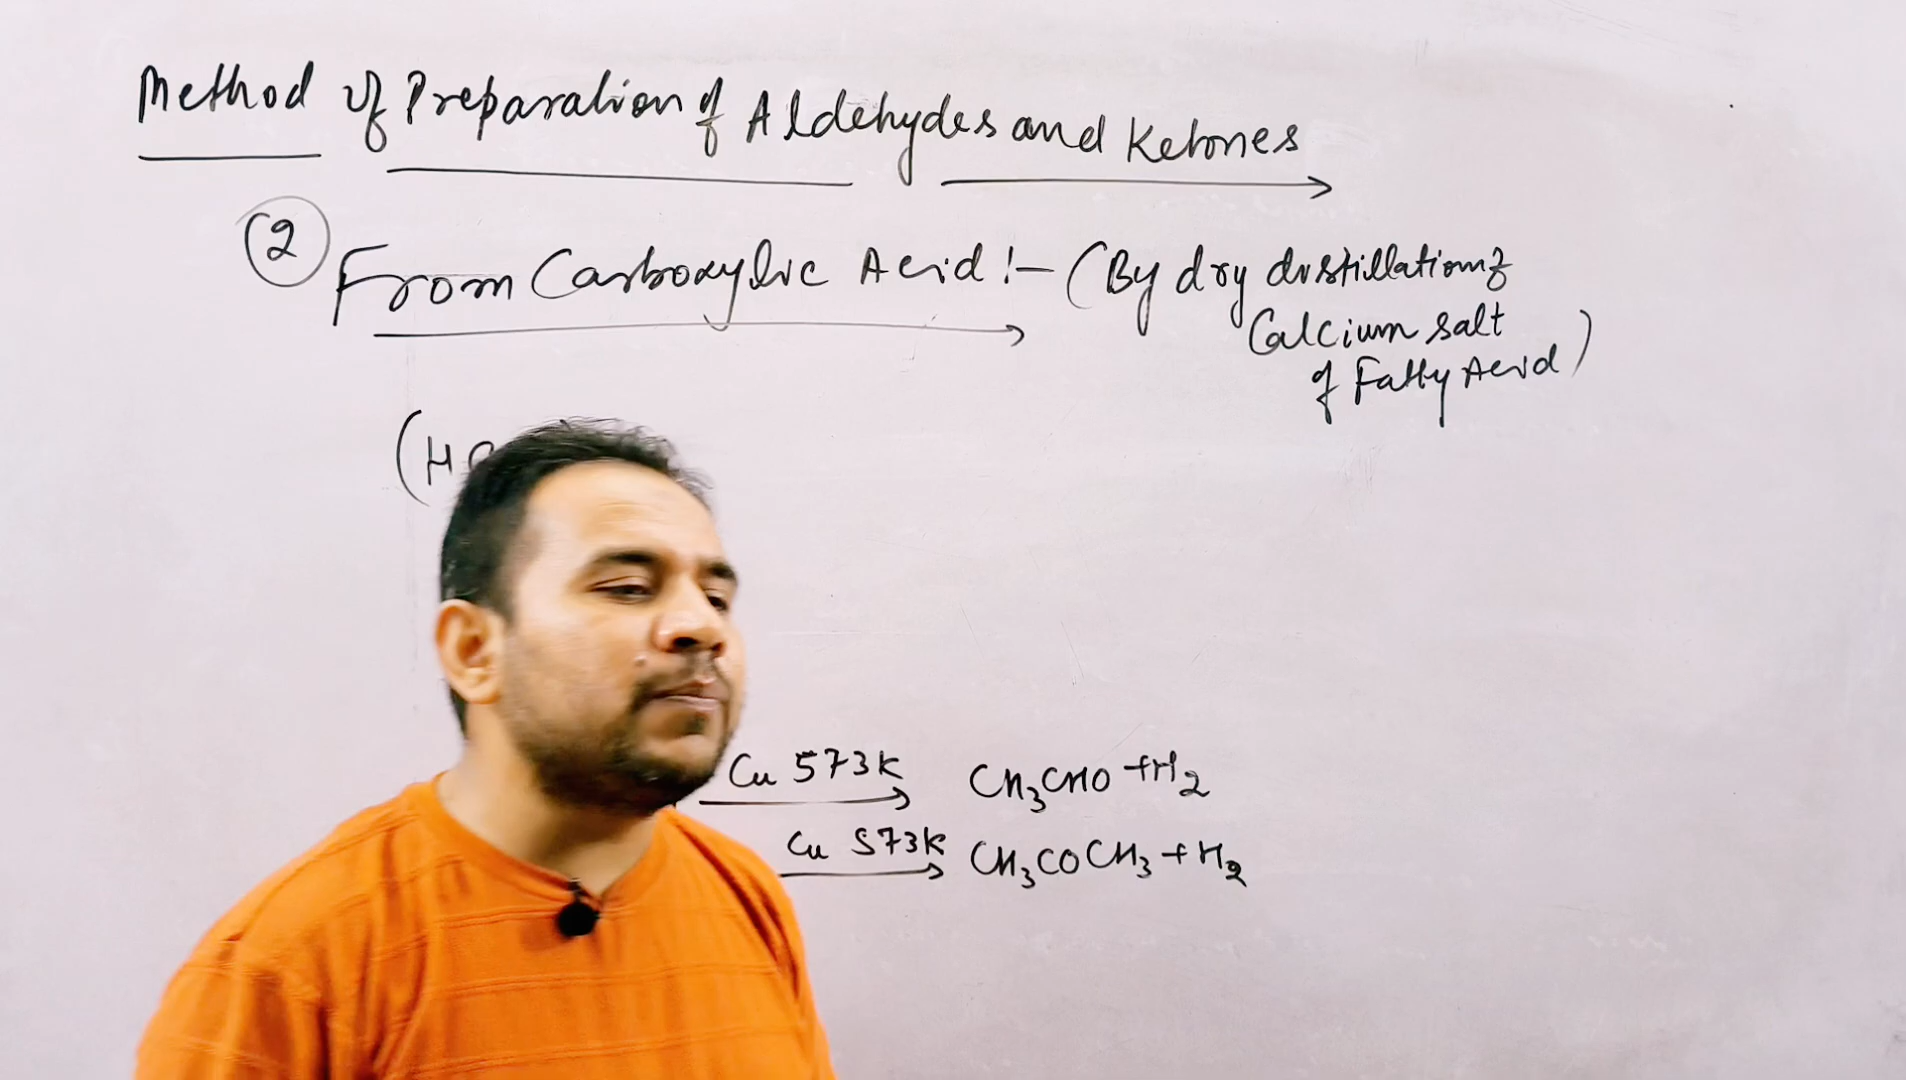 Method of Preparation of Aldehydes and Ketones
(2) From Carboxylic Acid :- (By dry distillation of
Calcium salt
of Fatty Acid)
(HC
Cu 573K CH3CHO + H2
Cu 573K CH3COCH3 + H2